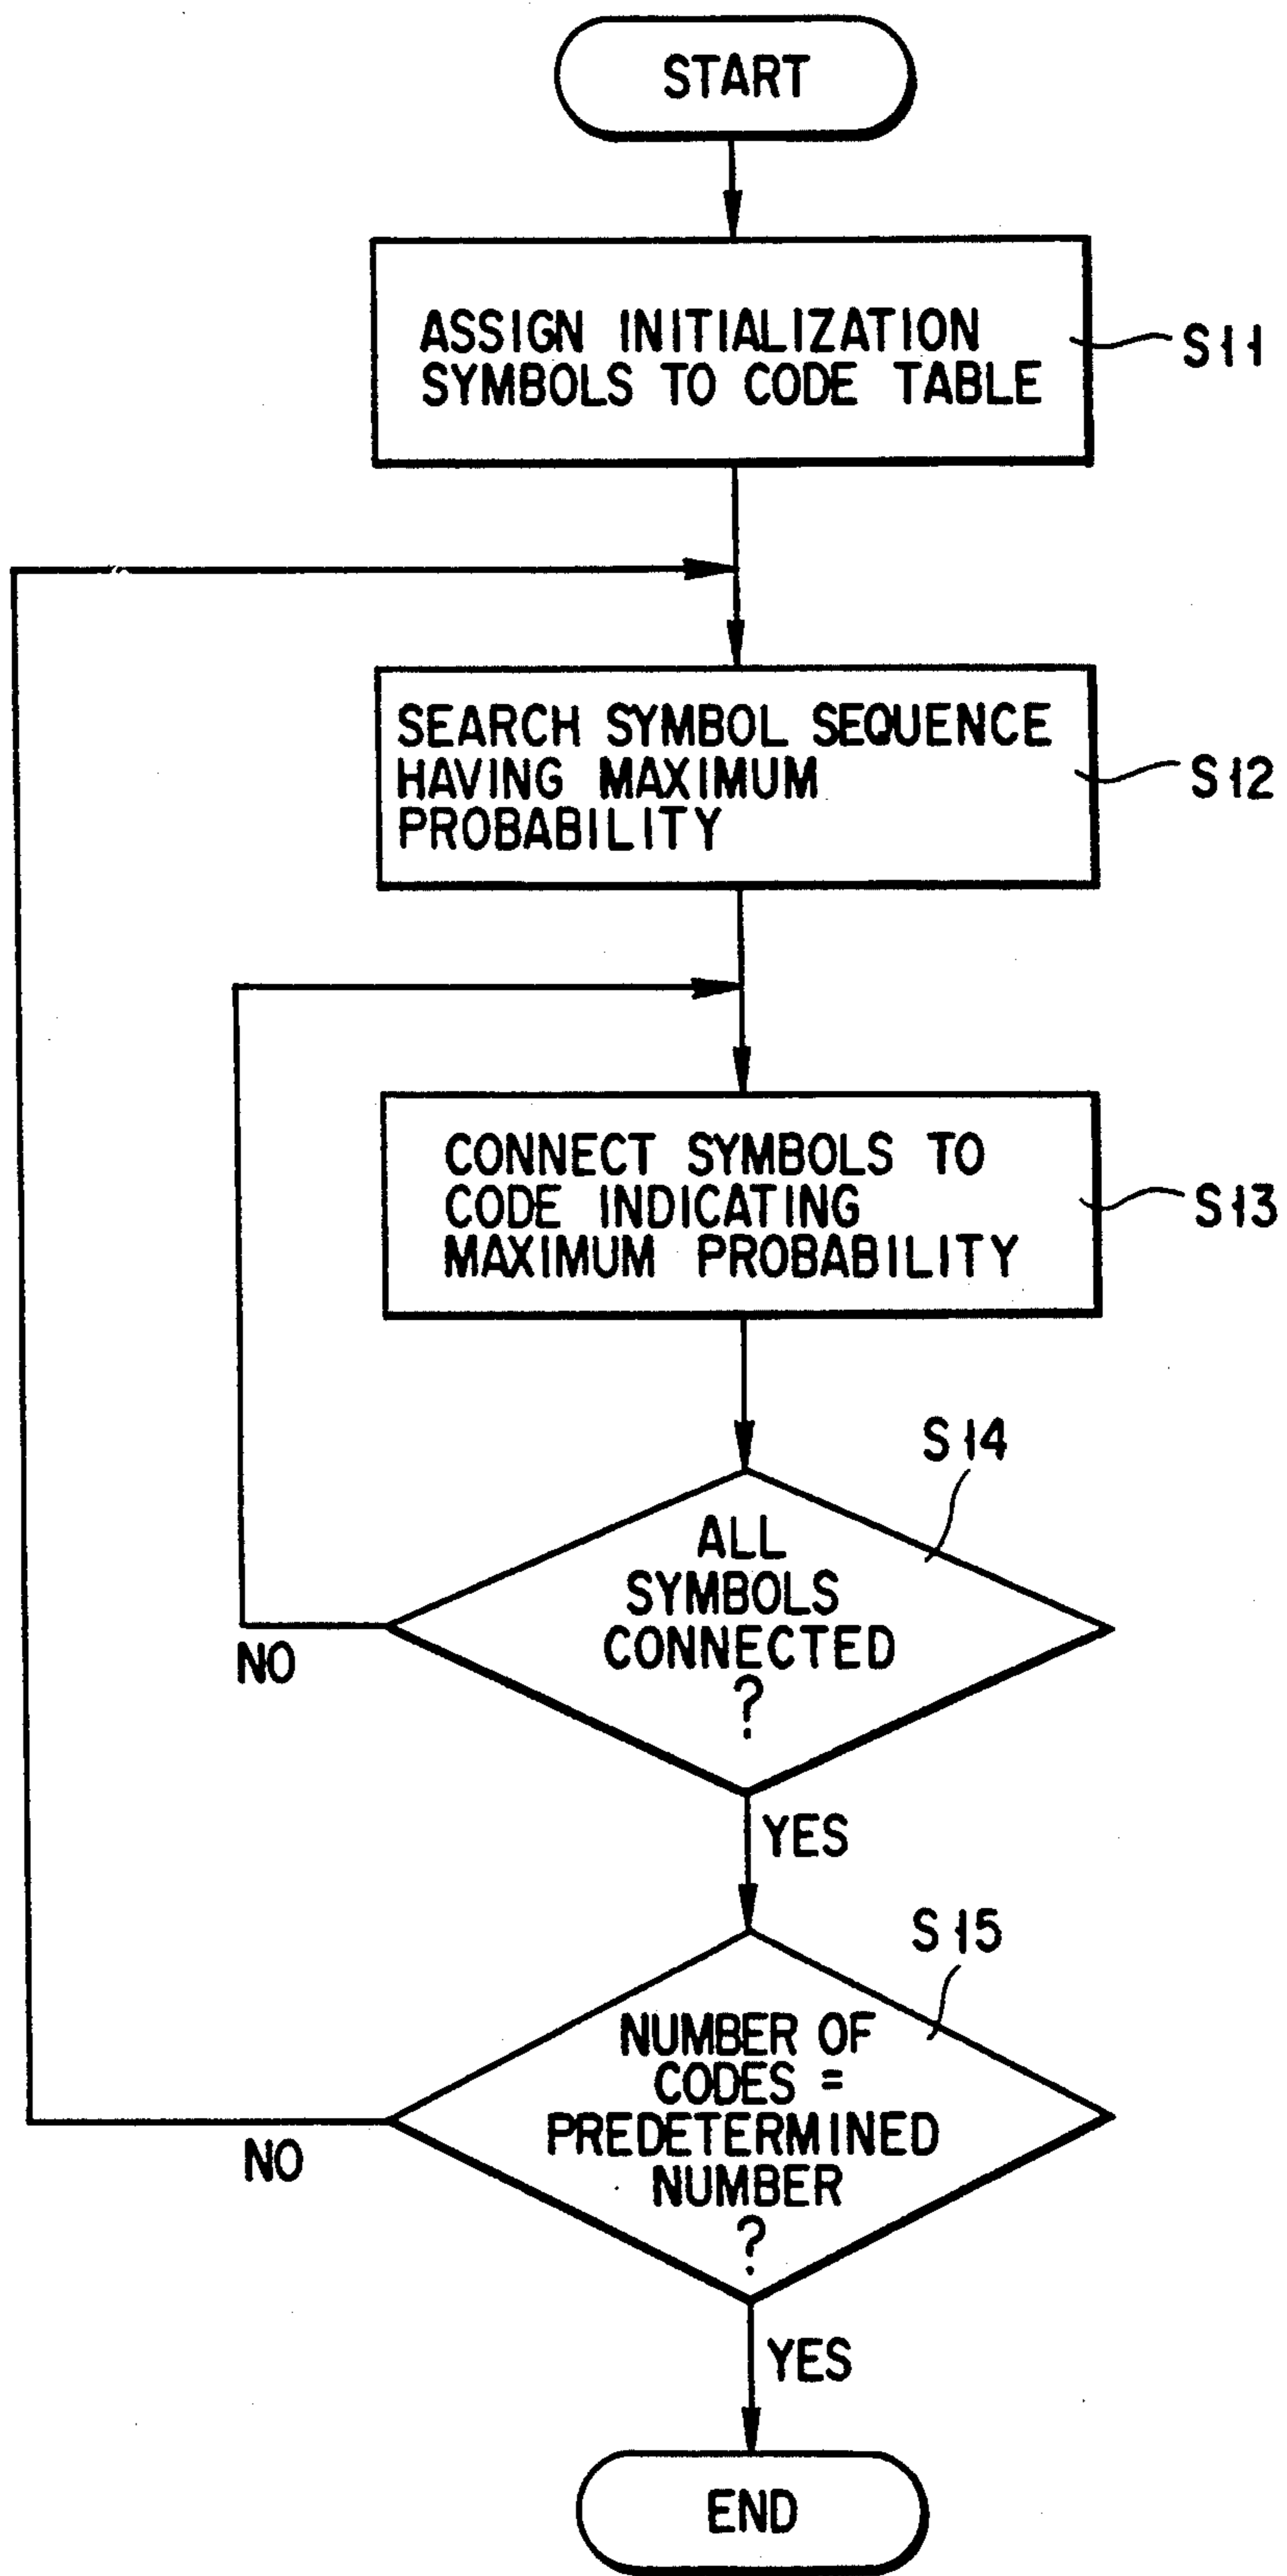 START
ASSIGN INITIALIZATION
SYMBOLS TO CODE TABLE
S11
SEARCH SYMBOL SEQUENCE
HAVING MAXIMUM
PROBABILITY
S12
CONNECT SYMBOLS TO
CODE INDICATING
MAXIMUM PROBABILITY
S13
S14
ALL
SYMBOLS
CONNECTED
?
NO
YES
S15
NUMBER OF
CODES =
PREDETERMINED
NUMBER
?
NO
YES
END